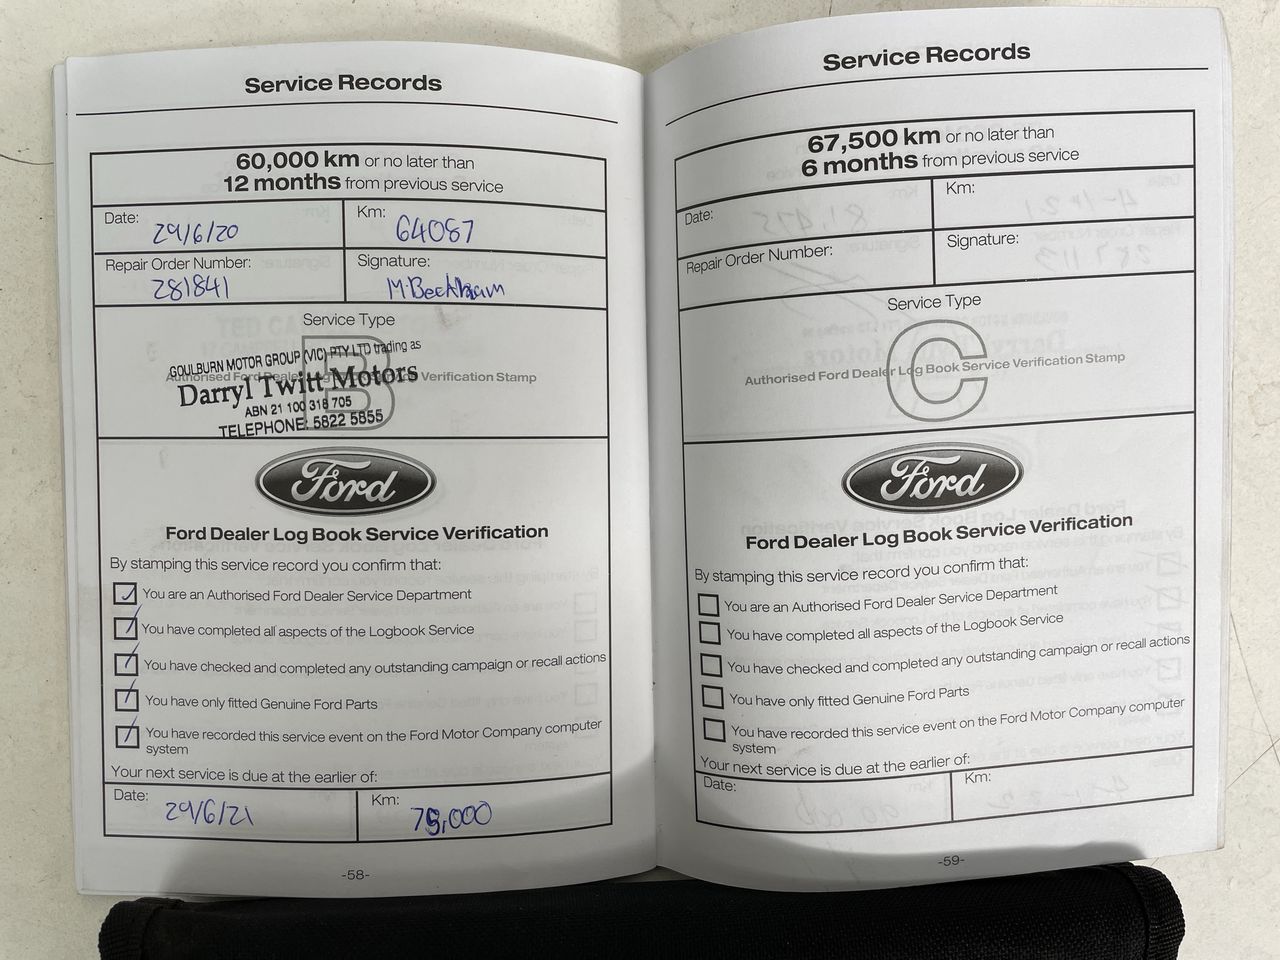 Service Records
60,000 km or no later than
12 months from previous service
Date:
29/6/20
Km:
64087
Repair Order Number:
281841
Signature:
M.Beckham
Service Type
B
GOULBURN MOTOR GROUP (VIC) PTY LTD trading as
Authorised Ford Dealer Log Book Service Verification Stamp
Darryl Twitt Motors
ABN 21 100 318 705
TELEPHONE: 5822 5855
Ford
Ford Dealer Log Book Service Verification
By stamping this service record you confirm that:
You are an Authorised Ford Dealer Service Department
You have completed all aspects of the Logbook Service
You have checked and completed any outstanding campaign or recall actions
You have only fitted Genuine Ford Parts
You have recorded this service event on the Ford Motor Company computer
system
Your next service is due at the earlier of:
Date:
29/6/21
Km:
75,000
-58-
Service Records
67,500 km or no later than
6 months from previous service
Date:
Km:
Repair Order Number:
Signature:
Service Type
C
Authorised Ford Dealer Log Book Service Verification Stamp
Ford
Ford Dealer Log Book Service Verification
By stamping this service record you confirm that:
You are an Authorised Ford Dealer Service Department
You have completed all aspects of the Logbook Service
You have checked and completed any outstanding campaign or recall actions
You have only fitted Genuine Ford Parts
You have recorded this service event on the Ford Motor Company computer
system
Your next service is due at the earlier of:
Date:
Km:
-59-